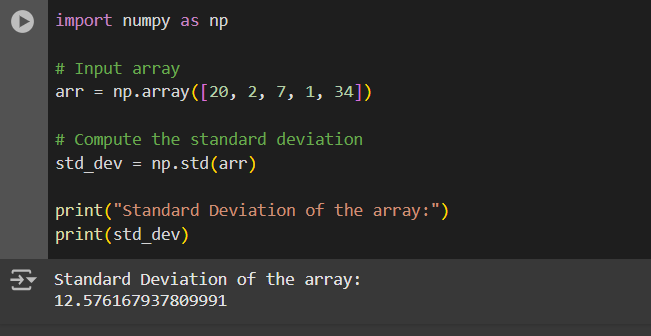 import numpy as np
# Input array
arr = np.array([20, 2, 7, 1, 34])
# Compute the standard deviation
std_dev = np.std(arr)
print("Standard Deviation of the array:")
print(std_dev)
Standard Deviation of the array:
12.576167937809991